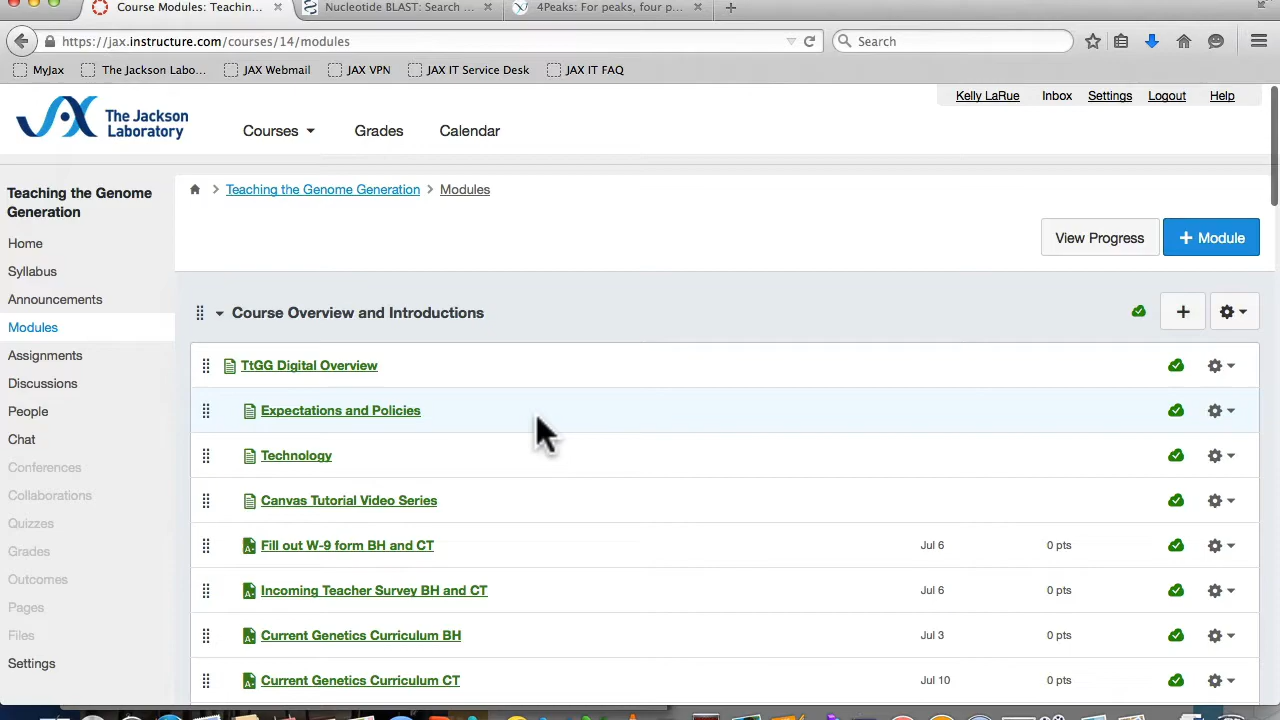 Course Modules: Teachin...
Nucleotide BLAST: Search ...
4Peaks: For peaks, four p...
https://jax.instructure.com/courses/14/modules
Search
MyJax
The Jackson Labo...
JAX Webmail
JAX VPN
JAX IT Service Desk
JAX IT FAQ
Kelly LaRue
Inbox
Settings
Logout
Help
JAX The Jackson
Laboratory
Courses
Grades
Calendar
Teaching the Genome
Generation
Home
Syllabus
Announcements
Modules
Assignments
Discussions
People
Chat
Conferences
Collaborations
Quizzes
Grades
Outcomes
Pages
Files
Settings
Teaching the Genome Generation > Modules
View Progress
+ Module
Course Overview and Introductions
TtGG Digital Overview
Expectations and Policies
Technology
Canvas Tutorial Video Series
Fill out W-9 form BH and CT Jul 6 0 pts
Incoming Teacher Survey BH and CT Jul 6 0 pts
Current Genetics Curriculum BH Jul 3 0 pts
Current Genetics Curriculum CT Jul 10 0 pts